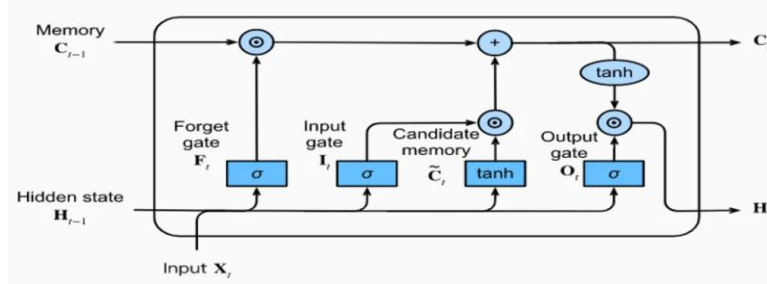 Memory
C_{t-1}
⊙
+
C
tanh
Forget gate F_t
Input gate I_t
Candidate memory C̃_t
⊙
Output gate O_t
⊙
σ
σ
tanh
σ
Hidden state
H_{t-1}
H
Input X_t